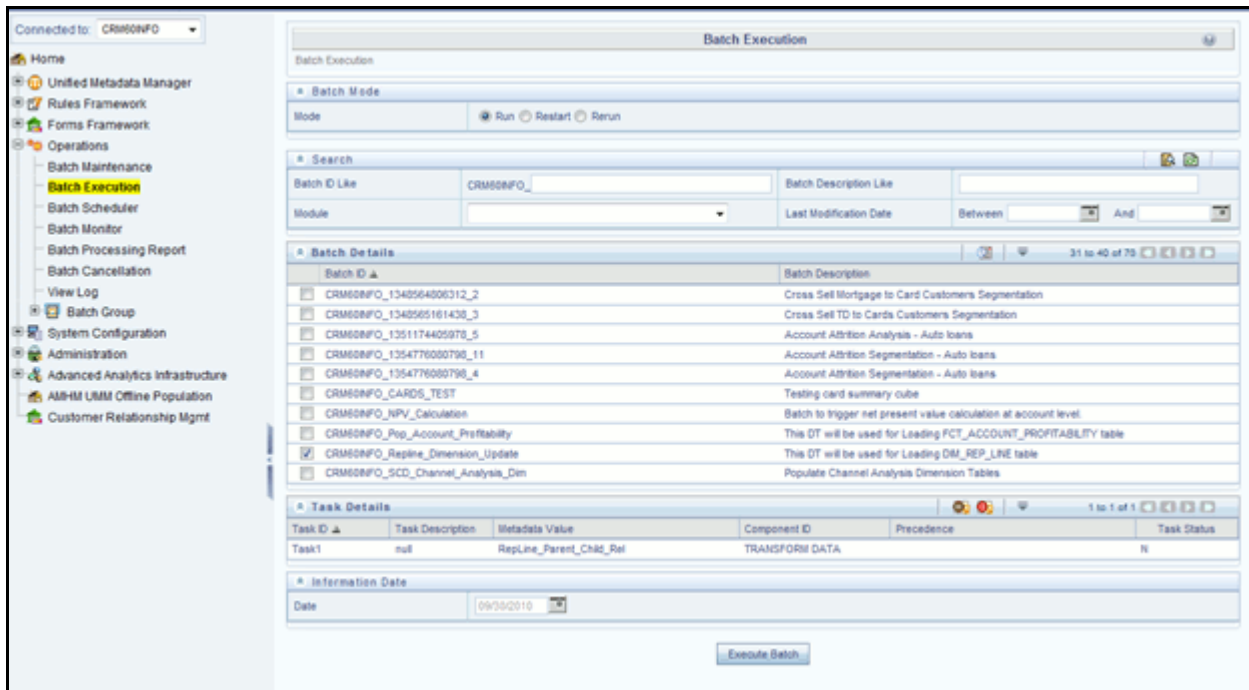 Connected to: CRM60INFO
Home
Unified Metadata Manager
Rules Framework
Forms Framework
Operations
Batch Maintenance
Batch Execution
Batch Scheduler
Batch Monitor
Batch Processing Report
Batch Cancellation
View Log
Batch Group
System Configuration
Administration
Advanced Analytics Infrastructure
AMHM UMM Offline Population
Customer Relationship Mgmt
Batch Execution
Batch Execution
Batch Mode
Mode Run Restart Rerun
Search
Batch ID Like CRM60INFO_ Batch Description Like
Module Last Modification Date Between And
Batch Details 31 to 40 of 78
Batch ID Batch Description
CRM60INFO_1348564806312_2 Cross Sell Mortgage to Card Customers Segmentation
CRM60INFO_1348565161438_3 Cross Sell TD to Cards Customers Segmentation
CRM60INFO_1351174405978_5 Account Attrition Analysis - Auto loans
CRM60INFO_1354776080798_11 Account Attrition Segmentation - Auto loans
CRM60INFO_1354776080798_4 Account Attrition Segmentation - Auto loans
CRM60INFO_CARDS_TEST Testing card summary cube
CRM60INFO_NPV_Calculation Batch to trigger net present value calculation at account level.
CRM60INFO_Pop_Account_Profitability This DT will be used for Loading FCT_ACCOUNT_PROFITABILITY table
CRM60INFO_Repline_Dimension_Update This DT will be used for Loading DIM_REP_LINE table
CRM60INFO_SCD_Channel_Analysis_Dim Populate Channel Analysis Dimension Tables
Task Details 1 to 1 of 1
Task ID Task Description Metadata Value Component ID Precedence Task Status
Task1 null RepLine_Parent_Child_Rel TRANSFORM DATA N
Information Date
Date 09/30/2010
Execute Batch